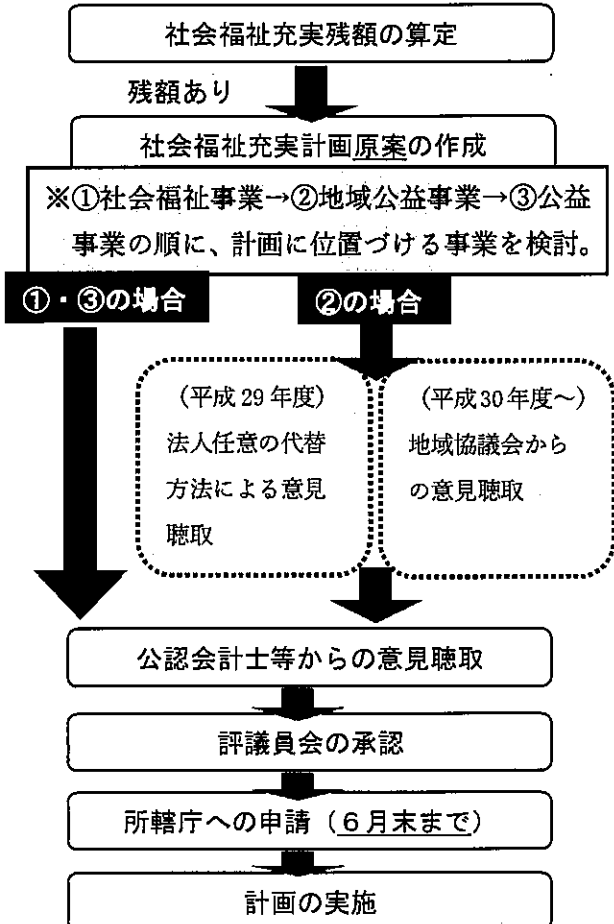 社会福祉充実残額の算定
残額あり
社会福祉充実計画原案の作成
※①社会福祉事業→②地域公益事業→③公益
事業の順に、計画に位置づける事業を検討。
①・③の場合
②の場合
(平成29年度)
法人任意の代替
方法による意見
聴取
(平成30年度~)
地域協議会から
の意見聴取
公認会計士等からの意見聴取
評議員会の承認
所轄庁への申請(6月末まで)
計画の実施